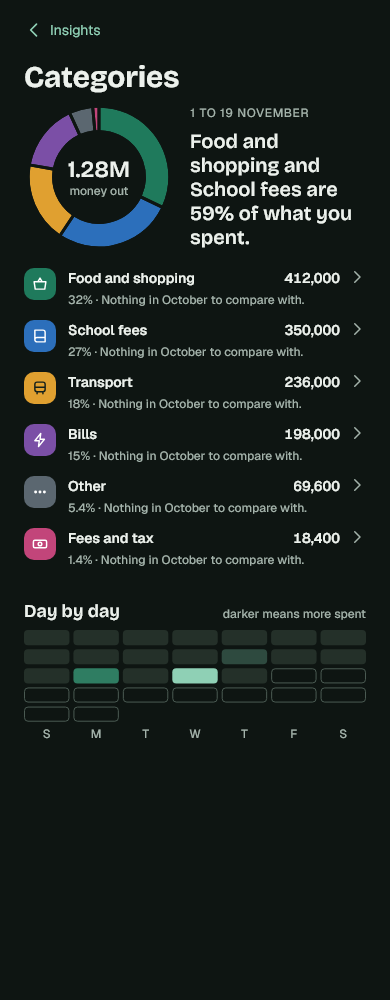 Insights
Categories
1.28M
money out
1 TO 19 NOVEMBER
Food and
shopping and
School fees are
59% of what you
spent.
Food and shopping 412,000
32% · Nothing in October to compare with.
School fees 350,000
27% · Nothing in October to compare with.
Transport 236,000
18% · Nothing in October to compare with.
Bills 198,000
15% · Nothing in October to compare with.
Other 69,600
5.4% · Nothing in October to compare with.
Fees and tax 18,400
1.4% · Nothing in October to compare with.
Day by day darker means more spent
S M T W T F S